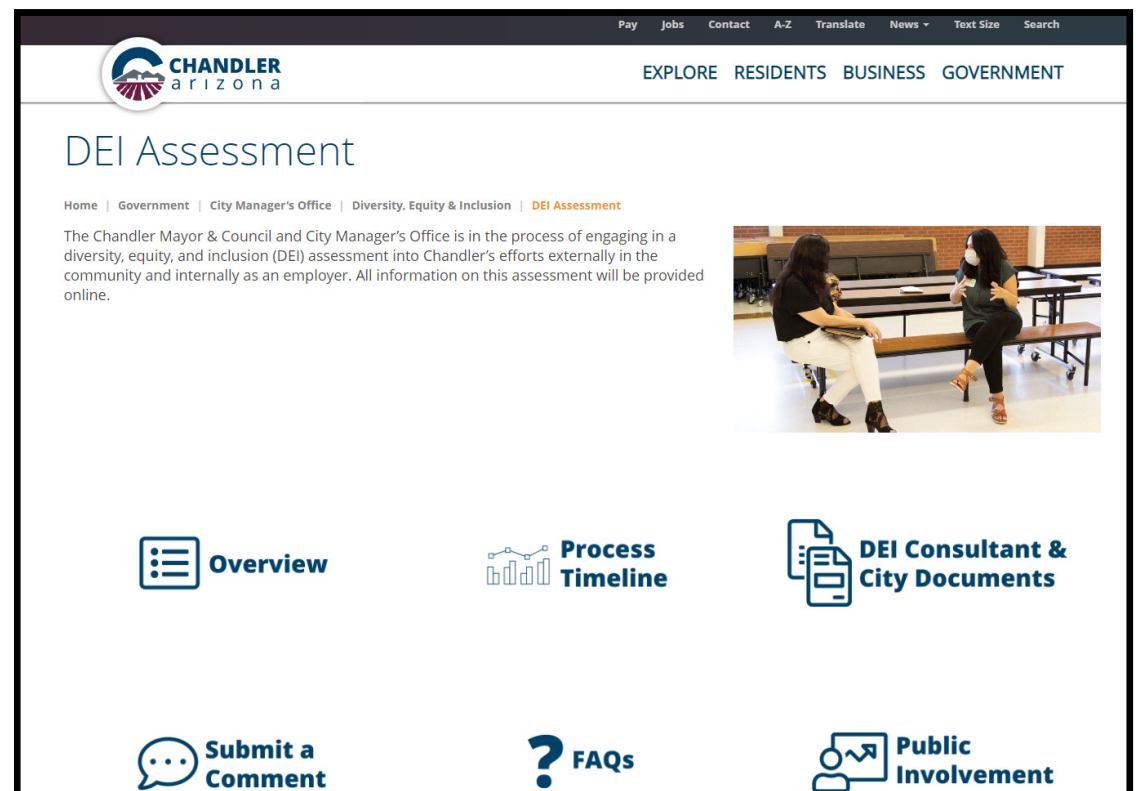 Pay Jobs Contact A-Z Translate News Text Size Search
CHANDLER
arizona
EXPLORE RESIDENTS BUSINESS GOVERNMENT
DEI Assessment
Home | Government | City Manager's Office | Diversity, Equity & Inclusion | DEI Assessment
The Chandler Mayor & Council and City Manager’s Office is in the process of engaging in a
diversity, equity, and inclusion (DEI) assessment into Chandler’s efforts externally in the
community and internally as an employer. All information on this assessment will be provided
online.
Overview
Process
Timeline
DEI Consultant &
City Documents
Submit a
Comment
FAQs
Public
Involvement